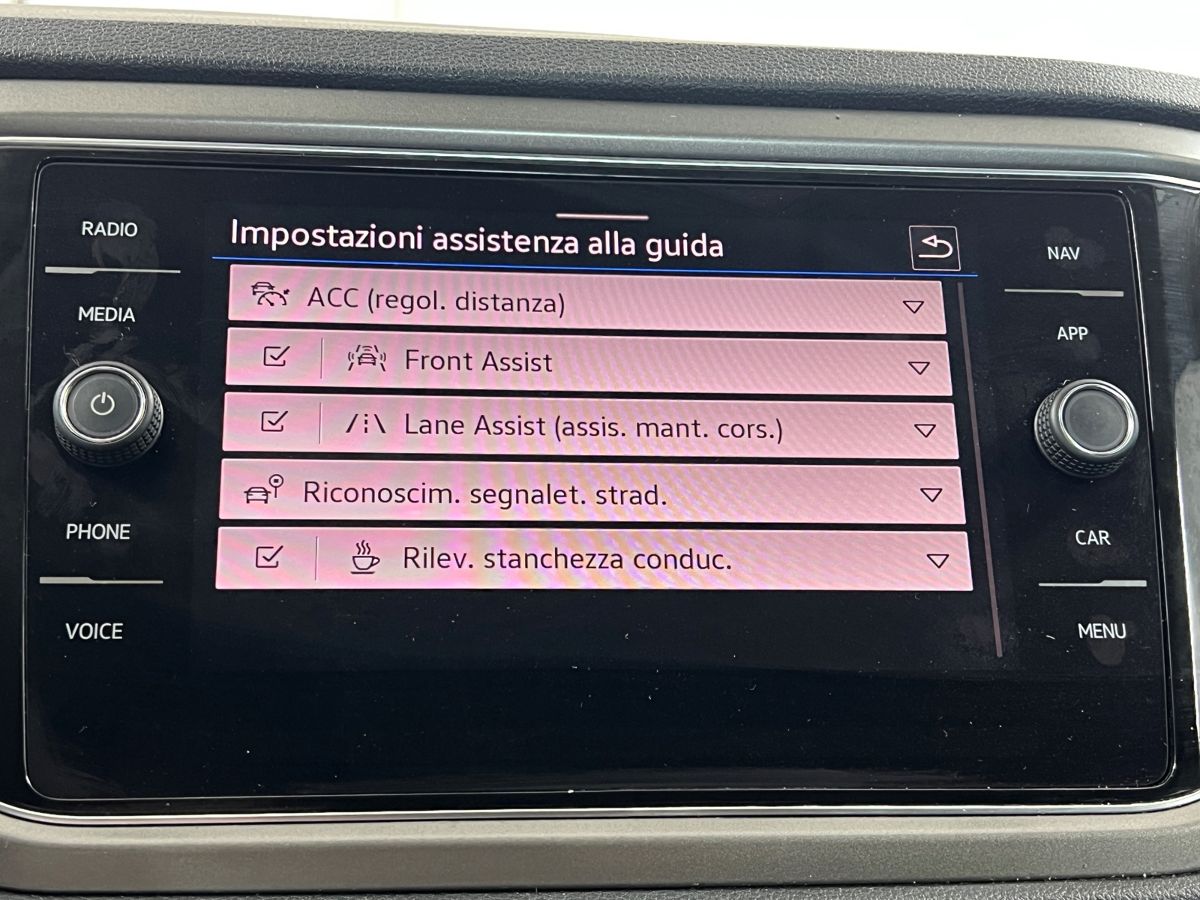 RADIO
MEDIA
PHONE
VOICE
Impostazioni assistenza alla guida
ACC (regol. distanza)
Front Assist
Lane Assist (assis. mant. cors.)
Riconoscim. segnalet. strad.
Rilev. stanchezza conduc.
NAV
APP
CAR
MENU